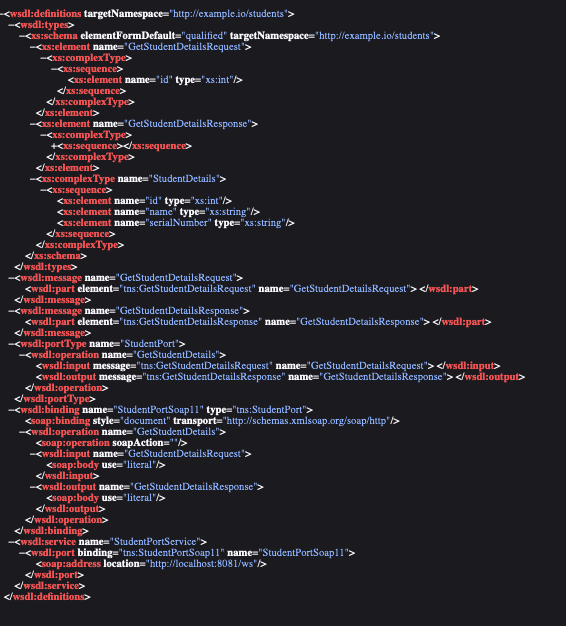 −<wsdl:definitions targetNamespace="http://example.io/students">
−<wsdl:types>
−<xs:schema elementFormDefault="qualified" targetNamespace="http://example.io/students">
−<xs:element name="GetStudentDetailsRequest">
−<xs:complexType>
−<xs:sequence>
<xs:element name="id" type="xs:int"/>
</xs:sequence>
</xs:complexType>
</xs:element>
−<xs:element name="GetStudentDetailsResponse">
−<xs:complexType>
+<xs:sequence></xs:sequence>
</xs:complexType>
</xs:element>
−<xs:complexType name="StudentDetails">
−<xs:sequence>
<xs:element name="id" type="xs:int"/>
<xs:element name="name" type="xs:string"/>
<xs:element name="serialNumber" type="xs:string"/>
</xs:sequence>
</xs:complexType>
</xs:schema>
</wsdl:types>
−<wsdl:message name="GetStudentDetailsRequest">
<wsdl:part element="tns:GetStudentDetailsRequest" name="GetStudentDetailsRequest"> </wsdl:part>
</wsdl:message>
−<wsdl:message name="GetStudentDetailsResponse">
<wsdl:part element="tns:GetStudentDetailsResponse" name="GetStudentDetailsResponse"> </wsdl:part>
</wsdl:message>
−<wsdl:portType name="StudentPort">
−<wsdl:operation name="GetStudentDetails">
<wsdl:input message="tns:GetStudentDetailsRequest" name="GetStudentDetailsRequest"> </wsdl:input>
<wsdl:output message="tns:GetStudentDetailsResponse" name="GetStudentDetailsResponse"> </wsdl:output>
</wsdl:operation>
</wsdl:portType>
−<wsdl:binding name="StudentPortSoap11" type="tns:StudentPort">
<soap:binding style="document" transport="http://schemas.xmlsoap.org/soap/http"/>
−<wsdl:operation name="GetStudentDetails">
<soap:operation soapAction=""/>
−<wsdl:input name="GetStudentDetailsRequest">
<soap:body use="literal"/>
</wsdl:input>
−<wsdl:output name="GetStudentDetailsResponse">
<soap:body use="literal"/>
</wsdl:output>
</wsdl:operation>
</wsdl:binding>
−<wsdl:service name="StudentPortService">
−<wsdl:port binding="tns:StudentPortSoap11" name="StudentPortSoap11">
<soap:address location="http://localhost:8081/ws"/>
</wsdl:port>
</wsdl:service>
</wsdl:definitions>